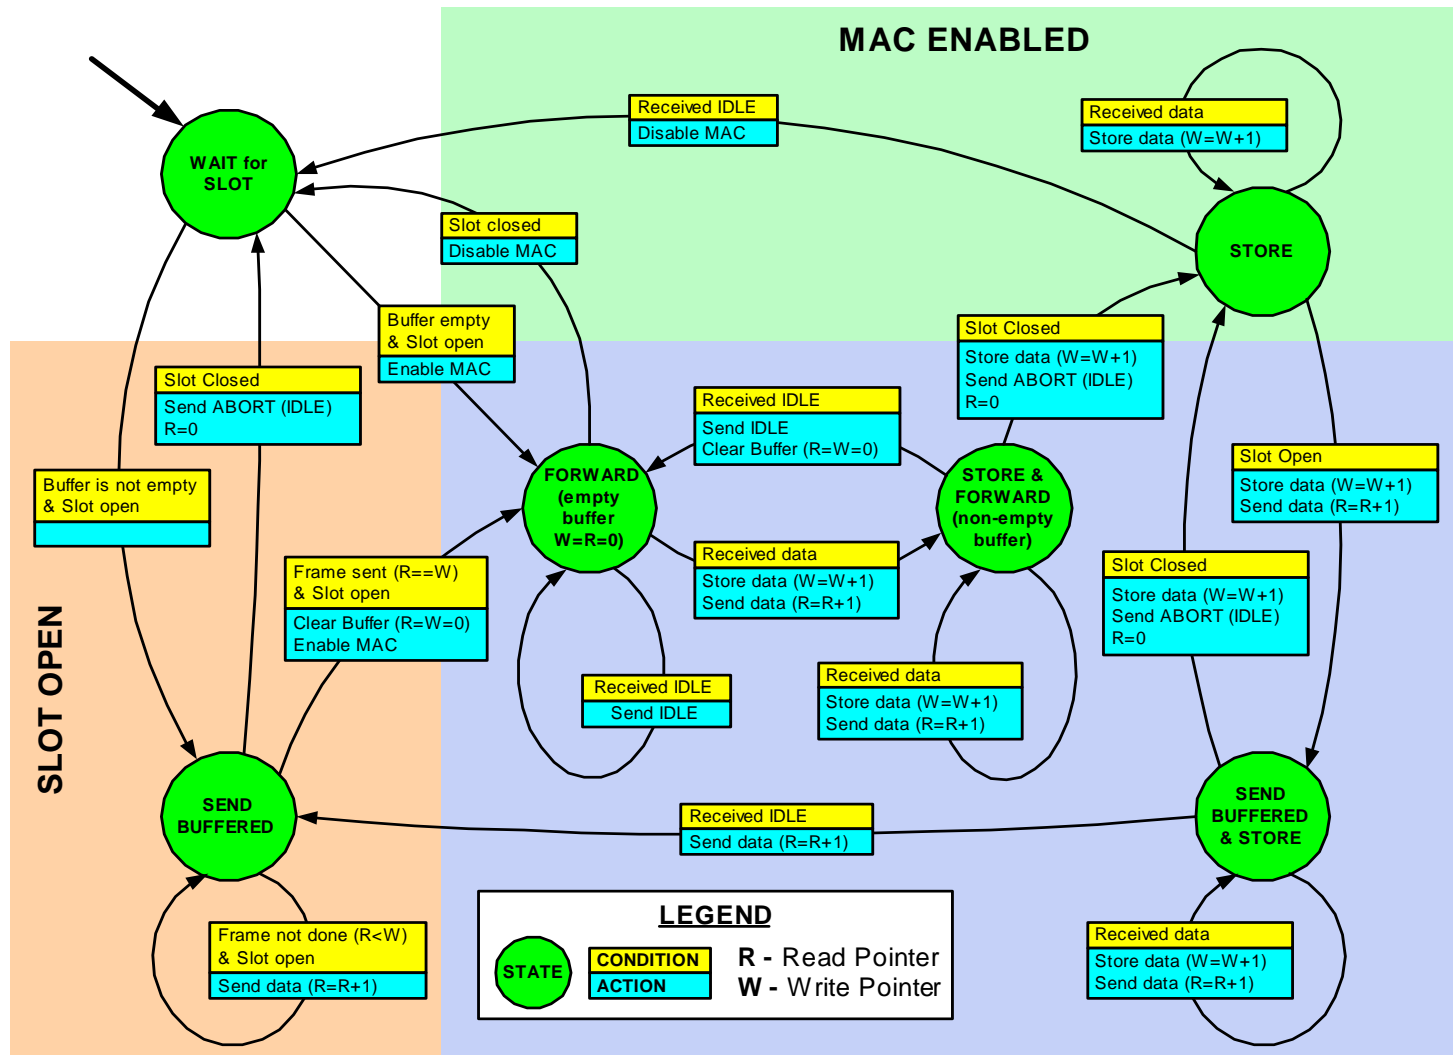 MAC ENABLED
Received IDLE
Disable MAC
Received data
Store data (W=W+1)
WAIT for
SLOT
Slot closed
Disable MAC
STORE
Buffer empty
& Slot open
Enable MAC
Slot Closed
Store data (W=W+1)
Send ABORT (IDLE)
R=0
Slot Closed
Send ABORT (IDLE)
R=0
Received IDLE
Send IDLE
Clear Buffer (R=W=0)
Buffer is not empty
& Slot open
FORWARD
(empty
buffer
W=R=0)
STORE &
FORWARD
(non-empty
buffer)
Slot Open
Store data (W=W+1)
Send data (R=R+1)
Received data
Store data (W=W+1)
Send data (R=R+1)
Slot Closed
Store data (W=W+1)
Send ABORT (IDLE)
R=0
Frame sent (R==W)
& Slot open
Clear Buffer (R=W=0)
Enable MAC
SLOT OPEN
Received IDLE
Send IDLE
Received data
Store data (W=W+1)
Send data (R=R+1)
SEND
BUFFERED
Received IDLE
Send data (R=R+1)
SEND
BUFFERED
& STORE
Frame not done (R<W)
& Slot open
Send data (R=R+1)
LEGEND
STATE
CONDITION
ACTION
R - Read Pointer
W - Write Pointer
Received data
Store data (W=W+1)
Send data (R=R+1)